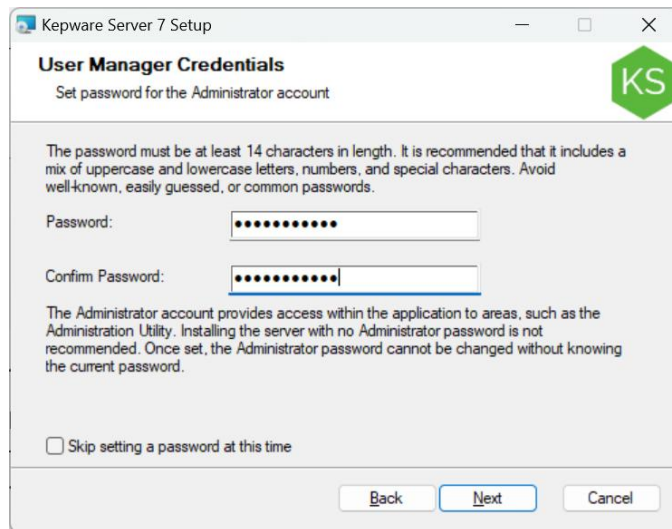 Kepware Server 7 Setup
User Manager Credentials
Set password for the Administrator account
KS
The password must be at least 14 characters in length. It is recommended that it includes a
mix of uppercase and lowercase letters, numbers, and special characters. Avoid
well-known, easily guessed, or common passwords.
Password:
Confirm Password:
The Administrator account provides access within the application to areas, such as the
Administration Utility. Installing the server with no Administrator password is not
recommended. Once set, the Administrator password cannot be changed without knowing
the current password.
Skip setting a password at this time
Back Next Cancel